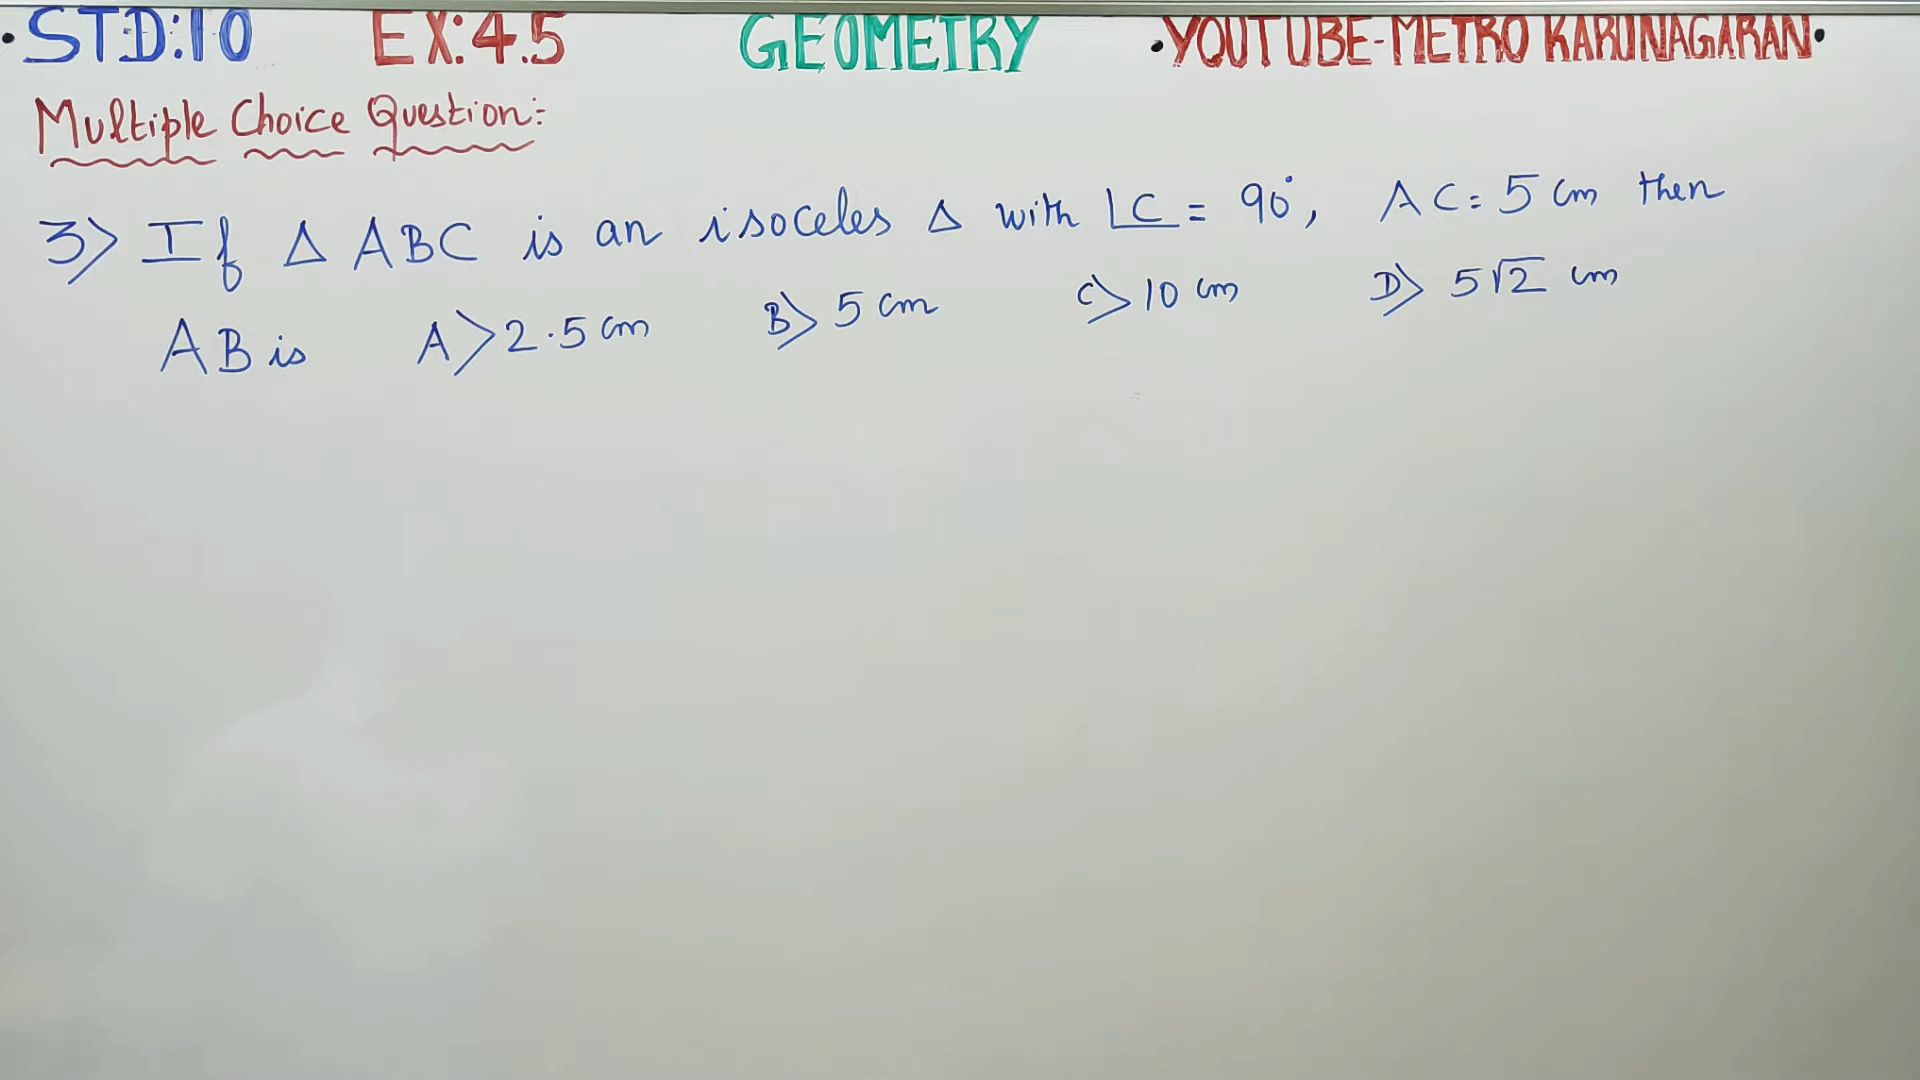 • STD:10 EX:4.5 GEOMETRY • YOUTUBE-METRO KARUNAGARAN •
Multiple Choice Question:-
3> If Δ ABC is an isoceles Δ with ∠C = 90°, AC = 5 cm then
AB is A> 2.5 cm B> 5 cm C> 10 cm D> 5√2 cm